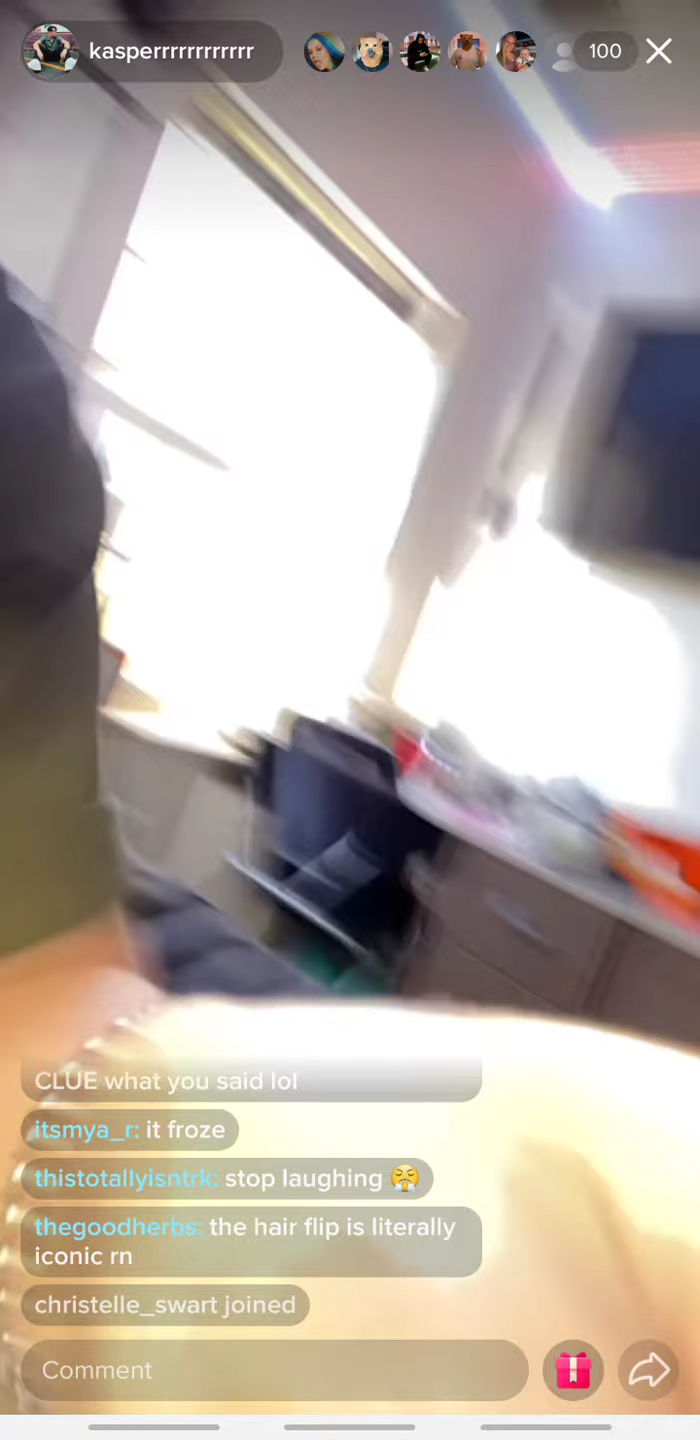 kasperrrrrrrrrrrr
100
CLUE what you said lol
itsmya_r: it froze
thistotallyisntrk: stop laughing 😤
thegoodherbs: the hair flip is literally
iconic rn
christelle_swart joined
Comment